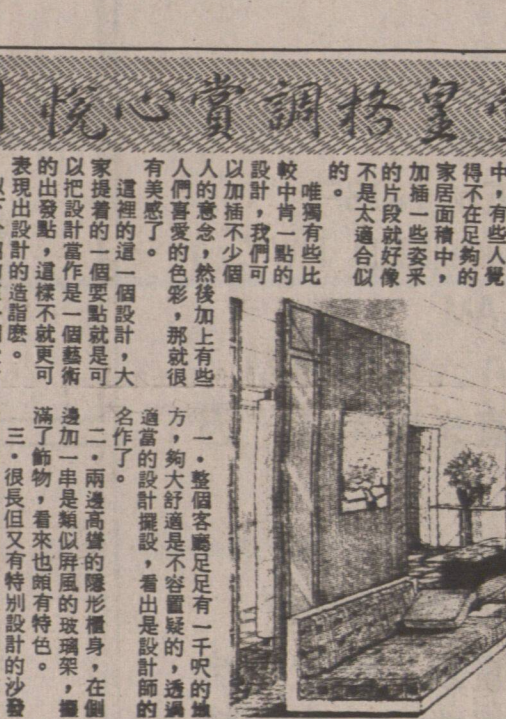 皇格調賞心悅
中,有些人覺
得不在足夠的
家居面積中,
加插一些姿采
的片段就好像
不是太適合似
的。
唯獨有些比
較中肯一點的
設計,我們可
以加插不少個
人的意念,然後加上有些
人們喜愛的色彩,那就很
有美感了。
這裡的這一個設計,大
家提着的一個要點就是可
以把設計當作是一個藝術
的出發點,這樣不就更可
表現出設計的造詣麽。
一.整個客廳足足有一千呎的地
方,夠大舒適是不容置疑的,透過
適當的設計擺設,看出是設計師的
名作了。
二.兩邊高聳的隱形櫃身,在側
邊加一串是類似屏風的玻璃架,擺
滿了飾物,看來也頗有特色。
三.很長但又有特別設計的沙發